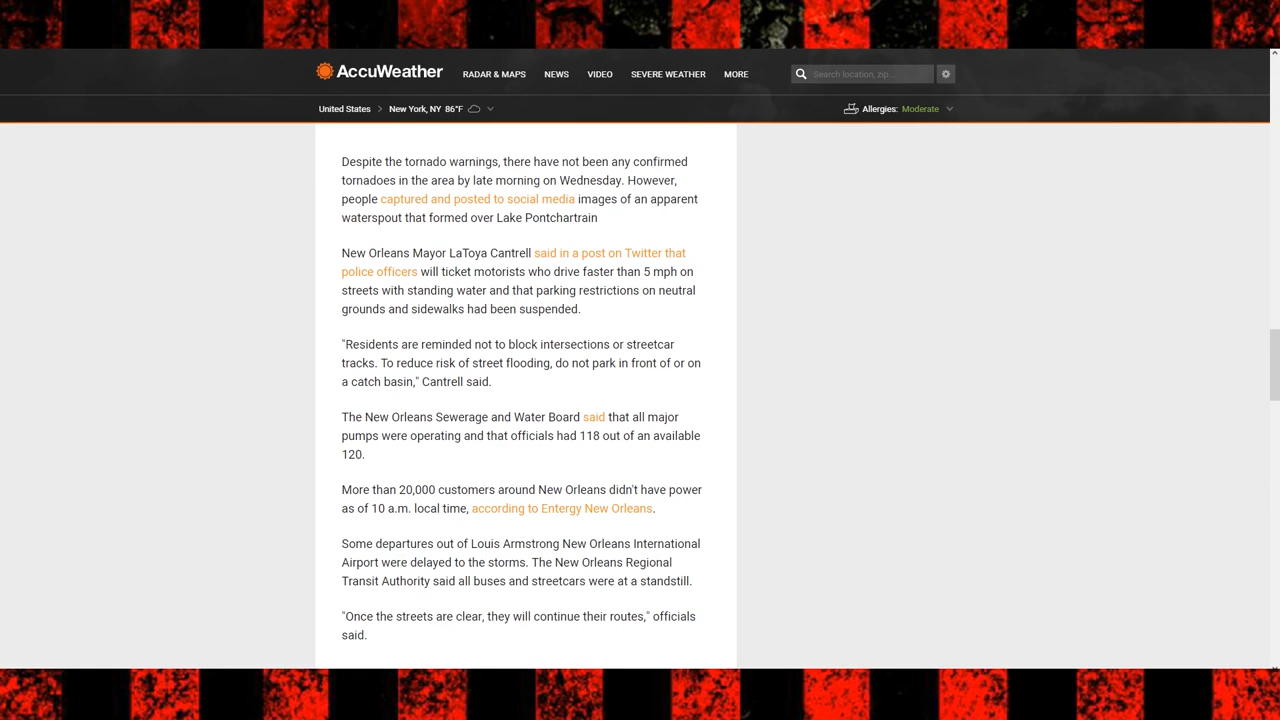 AccuWeather RADAR & MAPS NEWS VIDEO SEVERE WEATHER MORE Search location, zip...
United States > New York, NY 86°F Allergies: Moderate
Despite the tornado warnings, there have not been any confirmed
tornadoes in the area by late morning on Wednesday. However,
people captured and posted to social media images of an apparent
waterspout that formed over Lake Pontchartrain
New Orleans Mayor LaToya Cantrell said in a post on Twitter that
police officers will ticket motorists who drive faster than 5 mph on
streets with standing water and that parking restrictions on neutral
grounds and sidewalks had been suspended.
"Residents are reminded not to block intersections or streetcar
tracks. To reduce risk of street flooding, do not park in front of or on
a catch basin," Cantrell said.
The New Orleans Sewerage and Water Board said that all major
pumps were operating and that officials had 118 out of an available
120.
More than 20,000 customers around New Orleans didn't have power
as of 10 a.m. local time, according to Entergy New Orleans.
Some departures out of Louis Armstrong New Orleans International
Airport were delayed to the storms. The New Orleans Regional
Transit Authority said all buses and streetcars were at a standstill.
"Once the streets are clear, they will continue their routes," officials
said.